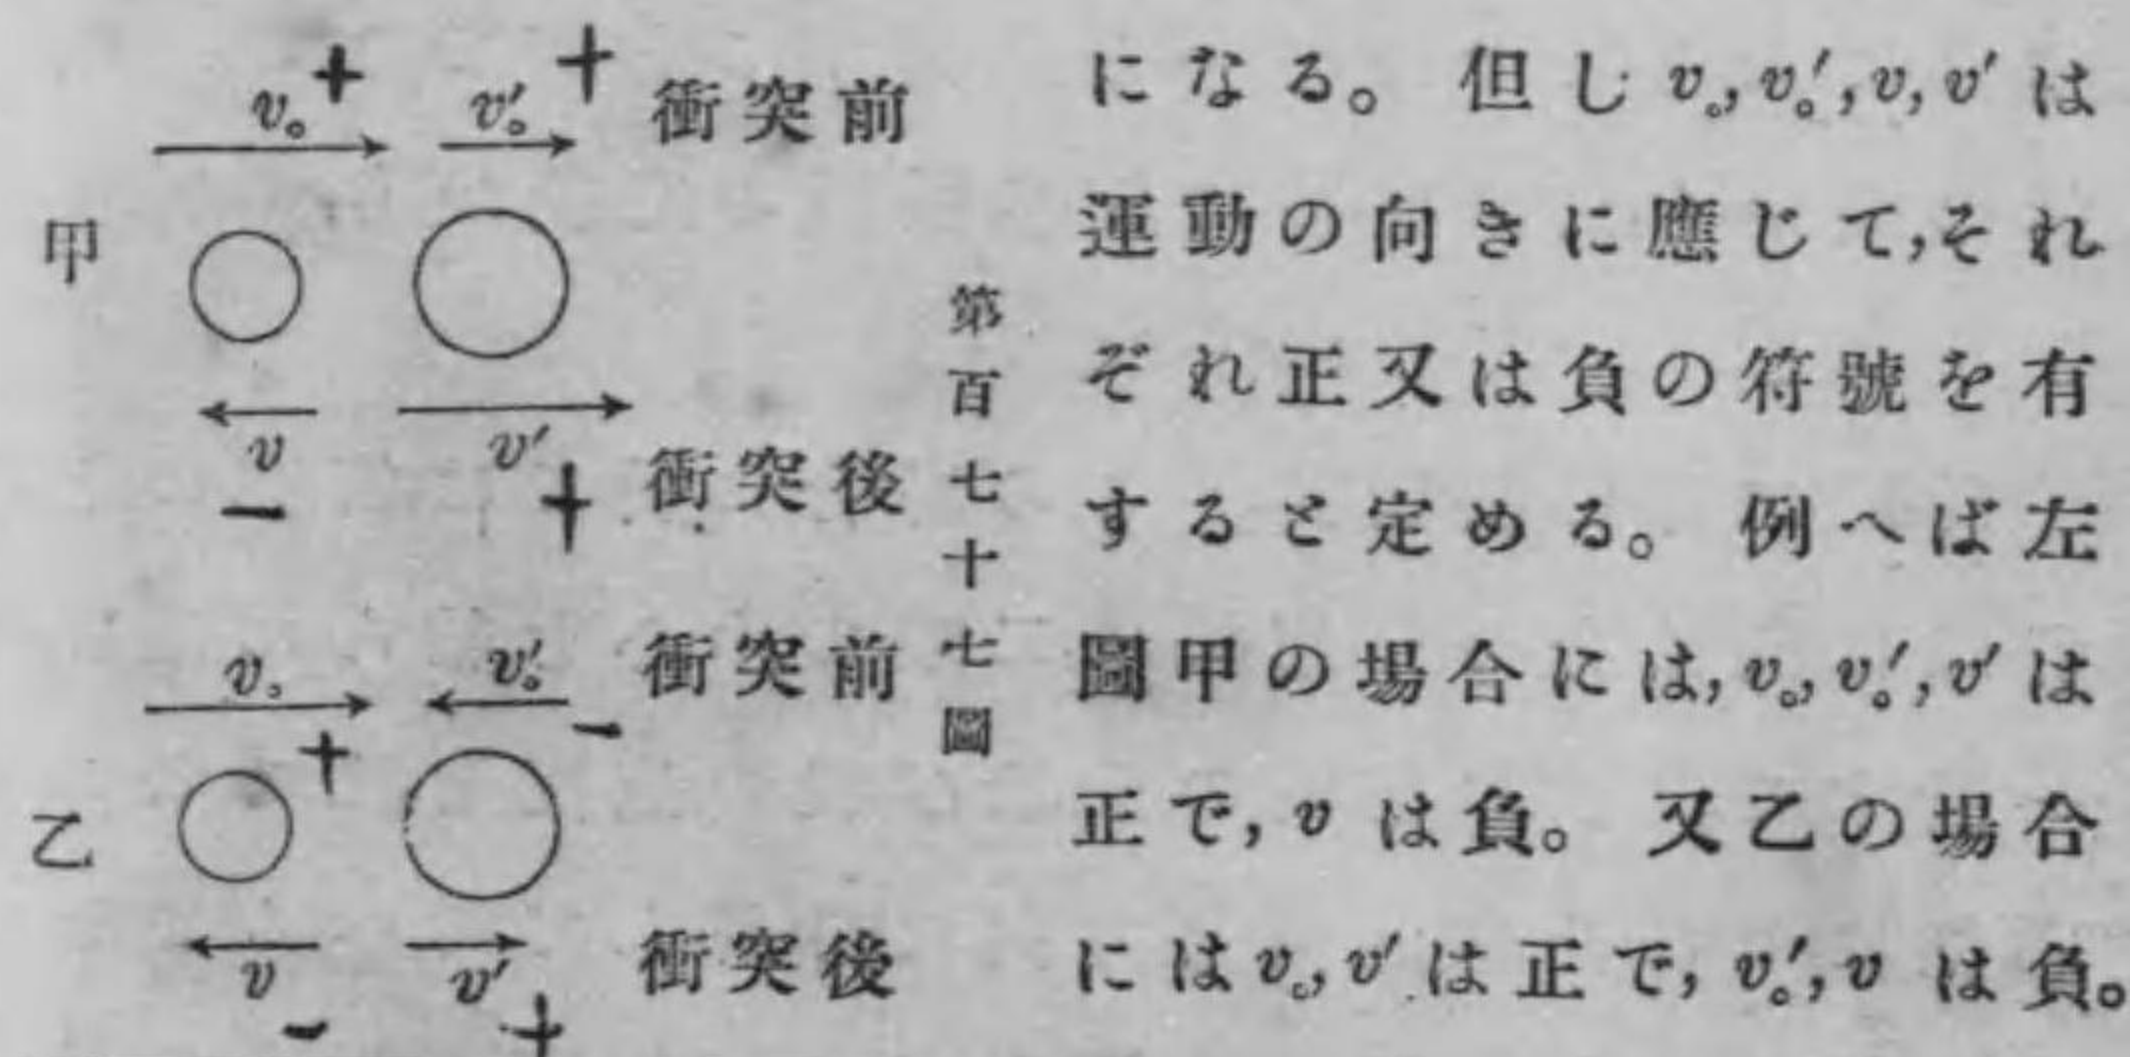 v₀ + v₀′ + 衝突前
甲
v v′ 衝突後
− +
v₀ v₀′ 衝突前
+ −
乙
v v′ 衝突後
− +
第百七十七圖
になる。但し v₀, v₀′, v, v′ は
運動の向きに應じて,それ
ぞれ正又は負の符號を有
すると定める。例へば左
圖甲の場合には, v₀, v₀′, v′ は
正で, v は負。又乙の場合
には v₀, v′ は正で, v₀′, v は負。